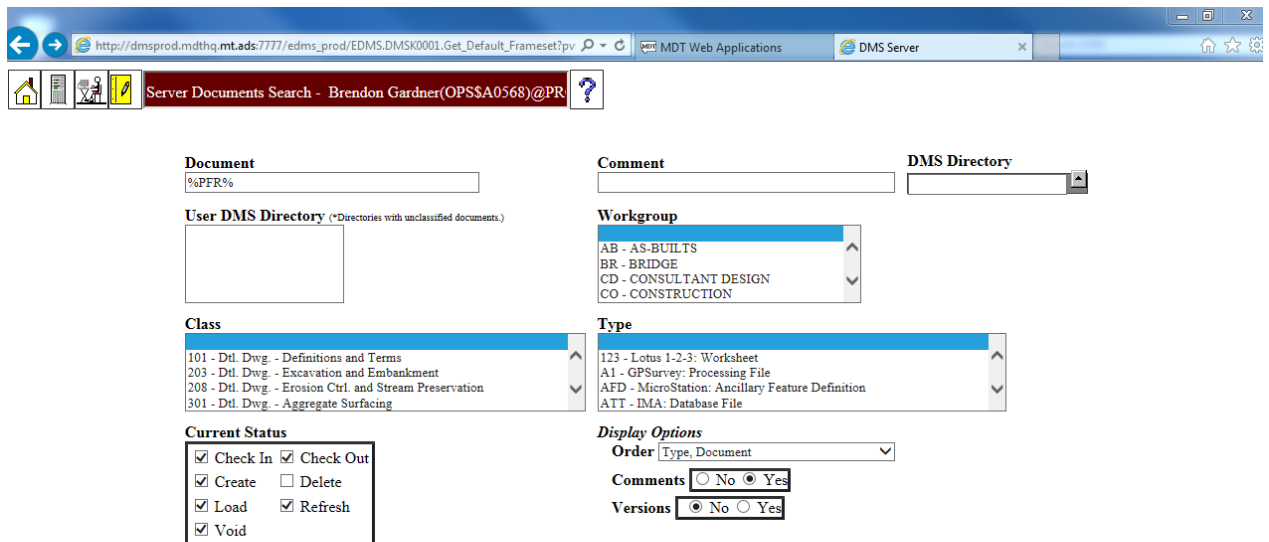 http://dmsprod.mdthq.mt.ads:7777/edms_prod/EDMS.DMSK0001.Get_Default_Frameset?pv
MDT Web Applications
DMS Server
Server Documents Search - Brendon Gardner(OPS$A0568)@PR
?
Document
Comment
DMS Directory
%PFR%
User DMS Directory (*Directories with unclassified documents.)
Workgroup
AB - AS-BUILTS
BR - BRIDGE
CD - CONSULTANT DESIGN
CO - CONSTRUCTION
Class
Type
101 - Dtl. Dwg. - Definitions and Terms
203 - Dtl. Dwg. - Excavation and Embankment
208 - Dtl. Dwg. - Erosion Ctrl. and Stream Preservation
301 - Dtl. Dwg. - Aggregate Surfacing
123 - Lotus 1-2-3: Worksheet
A1 - GPSurvey: Processing File
AFD - MicroStation: Ancillary Feature Definition
ATT - IMA: Database File
Current Status
Check In Check Out
Create Delete
Load Refresh
Void
Display Options
Order Type, Document
Comments No Yes
Versions No Yes